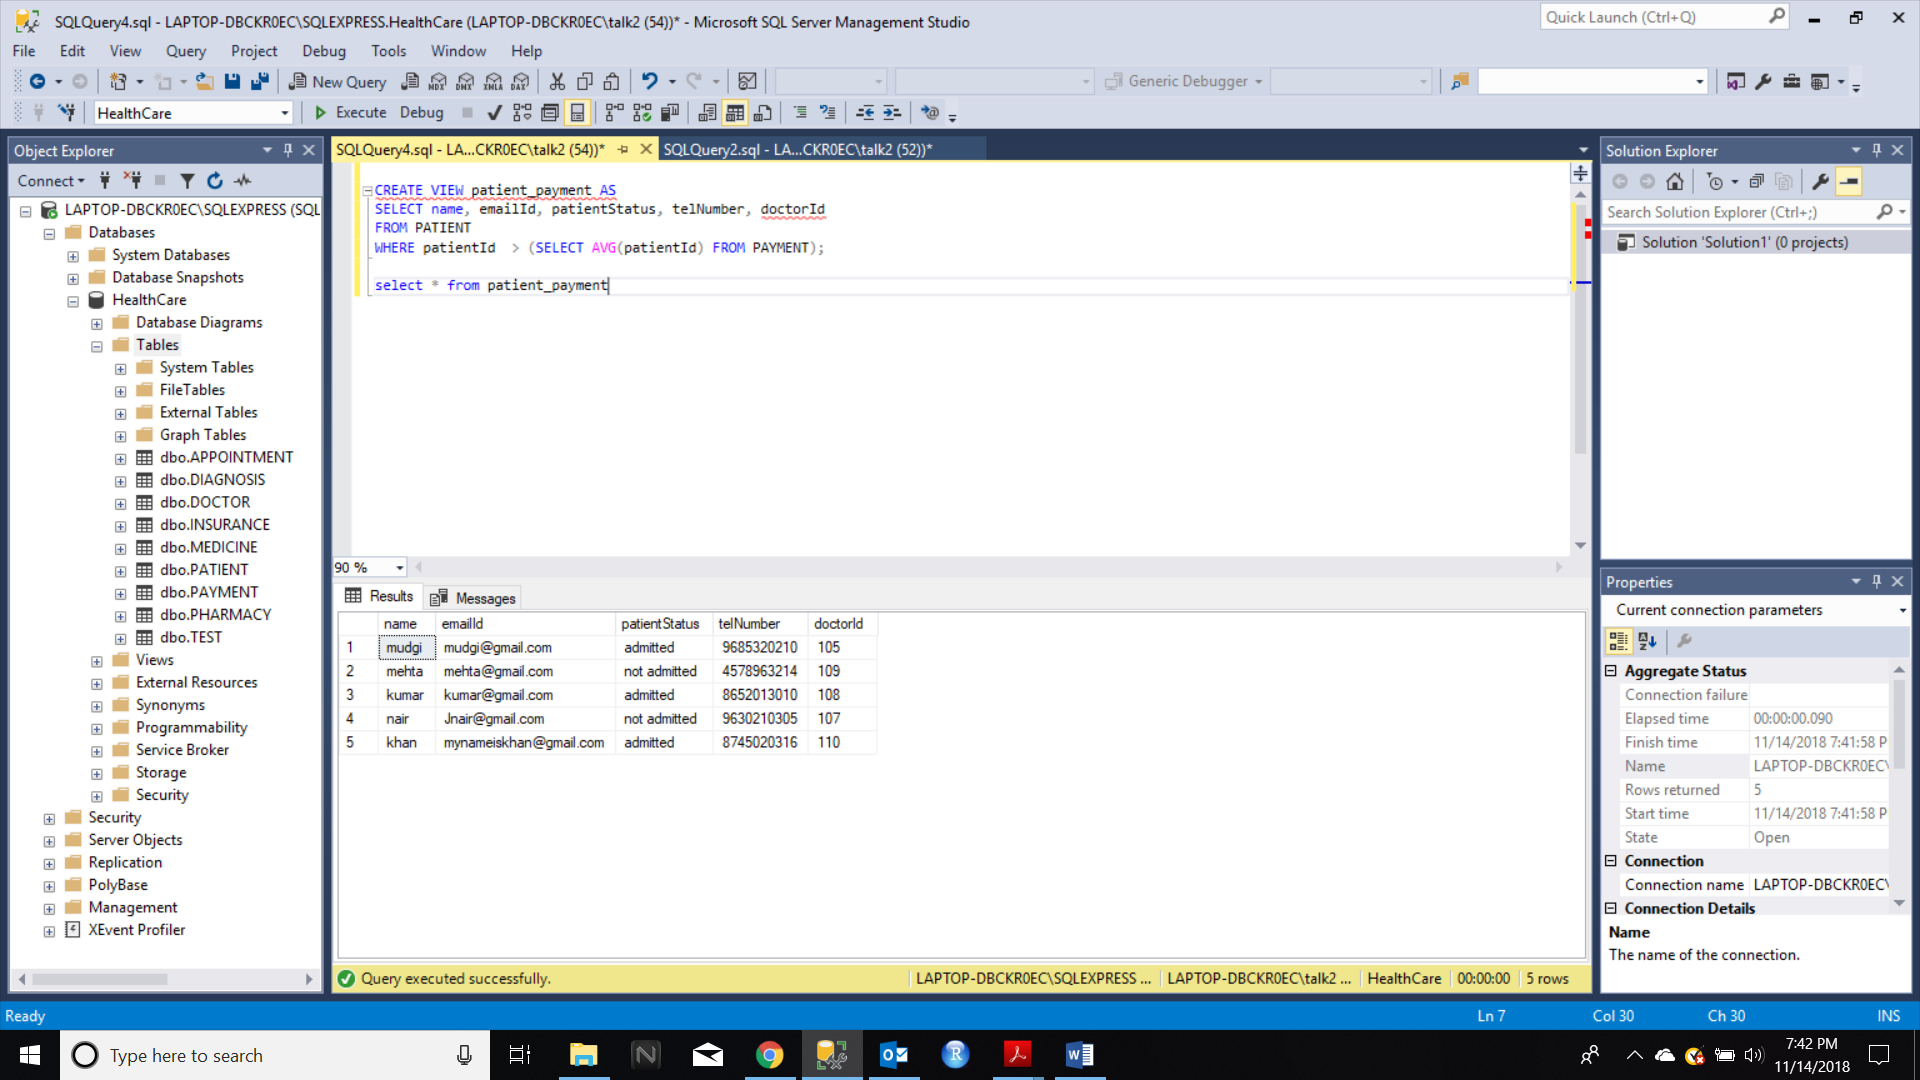 SQLQuery4.sql - LAPTOP-DBCKR0EC\SQLEXPRESS.HealthCare (LAPTOP-DBCKR0EC\talk2 (54))* - Microsoft SQL Server Management Studio
Quick Launch (Ctrl+Q)
File Edit View Query Project Debug Tools Window Help
New Query MDX DMX XMLA DAX Generic Debugger
HealthCare Execute Debug
Object Explorer
Connect
LAPTOP-DBCKR0EC\SQLEXPRESS (SQL
Databases
System Databases
Database Snapshots
HealthCare
Database Diagrams
Tables
System Tables
FileTables
External Tables
Graph Tables
dbo.APPOINTMENT
dbo.DIAGNOSIS
dbo.DOCTOR
dbo.INSURANCE
dbo.MEDICINE
dbo.PATIENT
dbo.PAYMENT
dbo.PHARMACY
dbo.TEST
Views
External Resources
Synonyms
Programmability
Service Broker
Storage
Security
Security
Server Objects
Replication
PolyBase
Management
XEvent Profiler
SQLQuery4.sql - LA...CKR0EC\talk2 (54))* SQLQuery2.sql - LA...CKR0EC\talk2 (52))*
CREATE VIEW patient_payment AS
SELECT name, emailId, patientStatus, telNumber, doctorId
FROM PATIENT
WHERE patientId  > (SELECT AVG(patientId) FROM PAYMENT);
select * from patient_payment
90 %
Results Messages
name emailId patientStatus telNumber doctorId
1 mudgi mudgi@gmail.com admitted 9685320210 105
2 mehta mehta@gmail.com not admitted 4578963214 109
3 kumar kumar@gmail.com admitted 8652013010 108
4 nair Jnair@gmail.com not admitted 9630210305 107
5 khan mynameiskhan@gmail.com admitted 8745020316 110
Query executed successfully. LAPTOP-DBCKR0EC\SQLEXPRESS ... LAPTOP-DBCKR0EC\talk2 ... HealthCare 00:00:00 5 rows
Solution Explorer
Search Solution Explorer (Ctrl+;)
Solution 'Solution1' (0 projects)
Properties
Current connection parameters
Aggregate Status
Connection failure
Elapsed time 00:00:00.090
Finish time 11/14/2018 7:41:58 P
Name LAPTOP-DBCKR0EC\
Rows returned 5
Start time 11/14/2018 7:41:58 P
State Open
Connection
Connection name LAPTOP-DBCKR0EC\
Connection Details
Name
The name of the connection.
Ready Ln 7 Col 30 Ch 30 INS
Type here to search
7:42 PM
11/14/2018